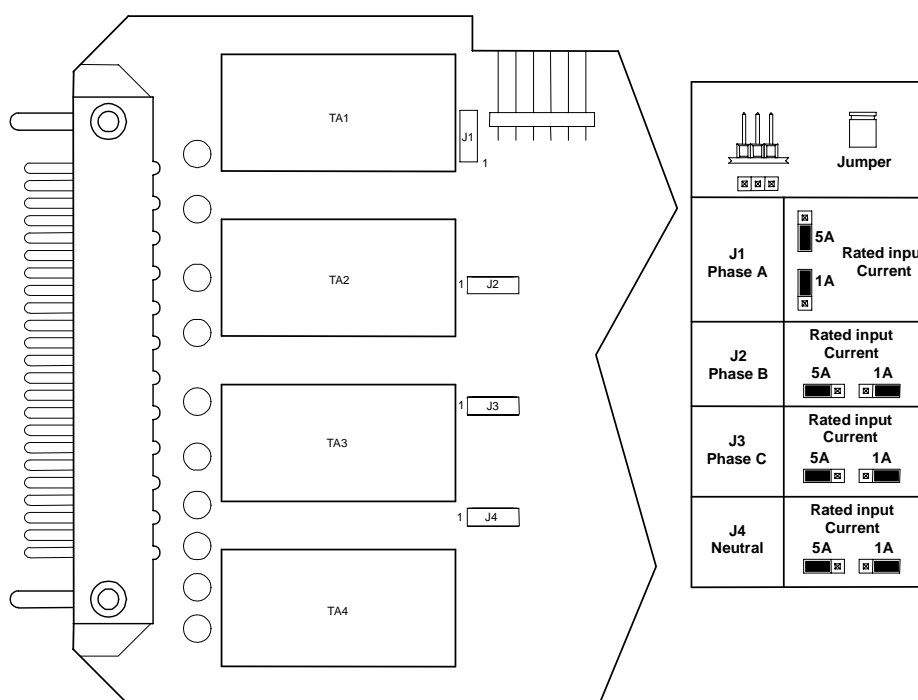 TA1
J1
1
TA2
1 J2
1 J3
TA3
1 J4
TA4
Jumper
J1
Phase A
5A
1A
Rated inpu
Current
J2
Phase B
Rated input
Current
5A 1A
J3
Phase C
Rated input
Current
5A 1A
J4
Neutral
Rated input
Current
5A 1A